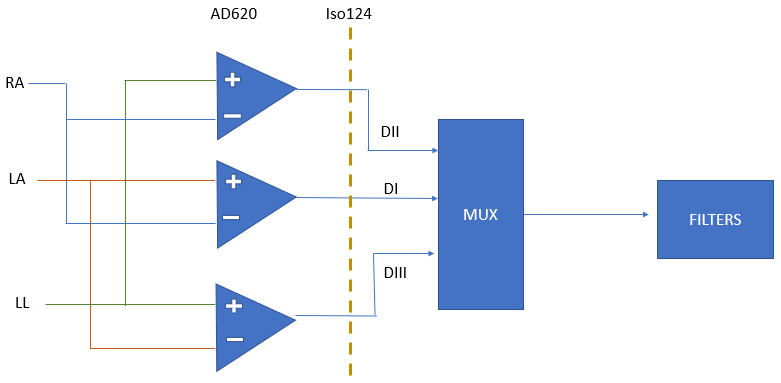 AD620
Iso124
RA
+
−
DII
LA
+
−
DI
MUX
FILTERS
DIII
LL
+
−